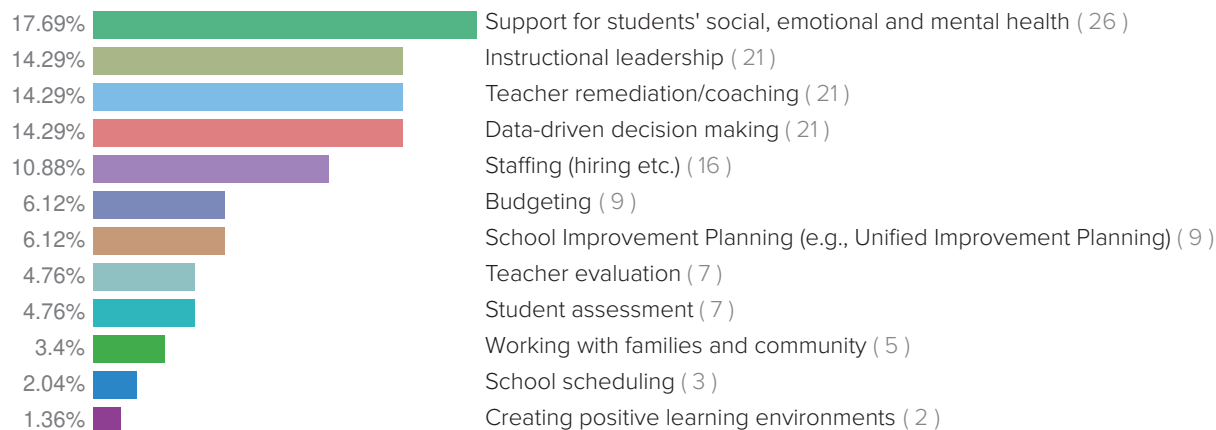 17.69% Support for students' social, emotional and mental health ( 26 )
14.29% Instructional leadership ( 21 )
14.29% Teacher remediation/coaching ( 21 )
14.29% Data-driven decision making ( 21 )
10.88% Staffing (hiring etc.) ( 16 )
6.12% Budgeting ( 9 )
6.12% School Improvement Planning (e.g., Unified Improvement Planning) ( 9 )
4.76% Teacher evaluation ( 7 )
4.76% Student assessment ( 7 )
3.4% Working with families and community ( 5 )
2.04% School scheduling ( 3 )
1.36% Creating positive learning environments ( 2 )